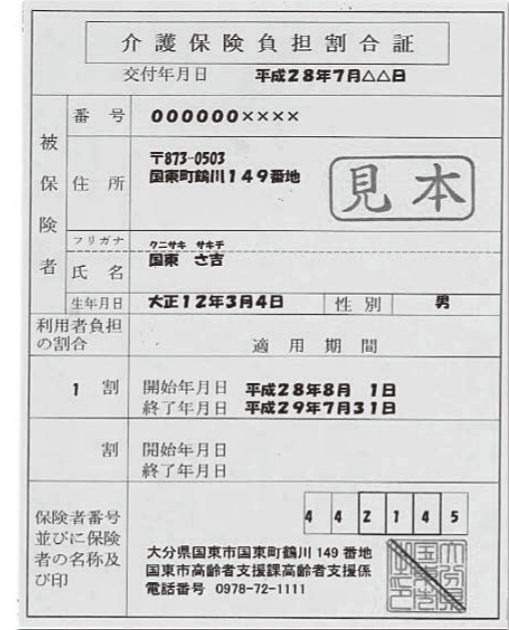 介護保険負担割合証
交付年月日 平成28年7月△△日
被保険者
番号 000000××××
住所 〒873-0503
国東町鶴川149番地
見本
フリガナ クニサキ サキチ
氏名 国東 さ吉
生年月日 大正12年3月4日 性別 男
利用者負担の割合 適用期間
1割 開始年月日 平成28年8月 1日
終了年月日 平成29年7月31日
割 開始年月日
終了年月日
保険者番号並びに保険者の名称及び印
4 4 2 1 4 5
大分県国東市国東町鶴川 149 番地
国東市高齢者支援課高齢者支援係
電話番号 0978-72-1111